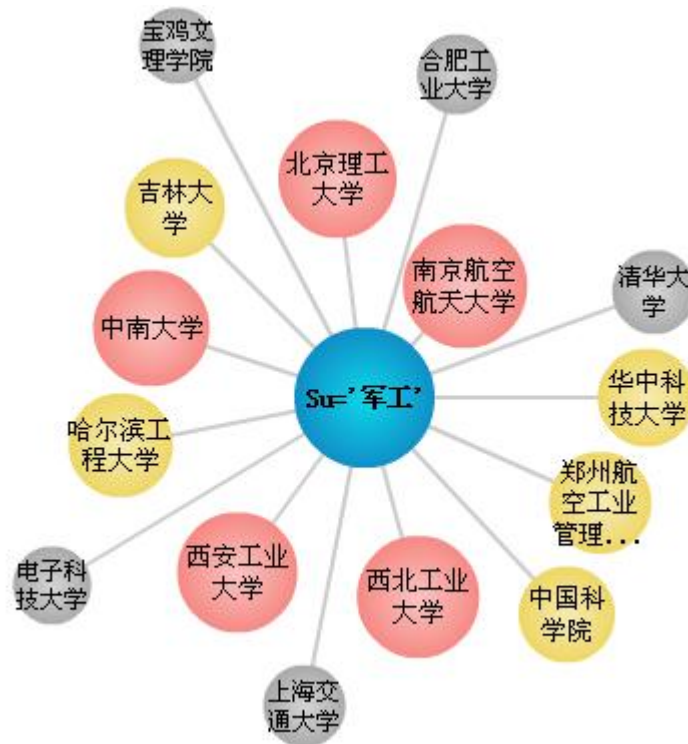 宝鸡文
理学院
合肥工
业大学
北京理工
大学
吉林大
学
南京航空
航天大学
清华大
学
中南大学
Su='军工'
华中科
技大学
哈尔滨工
程大学
郑州航
空工业
管理...
西安工业
大学
西北工业
大学
电子科
技大学
中国科
学院
上海交
通大学